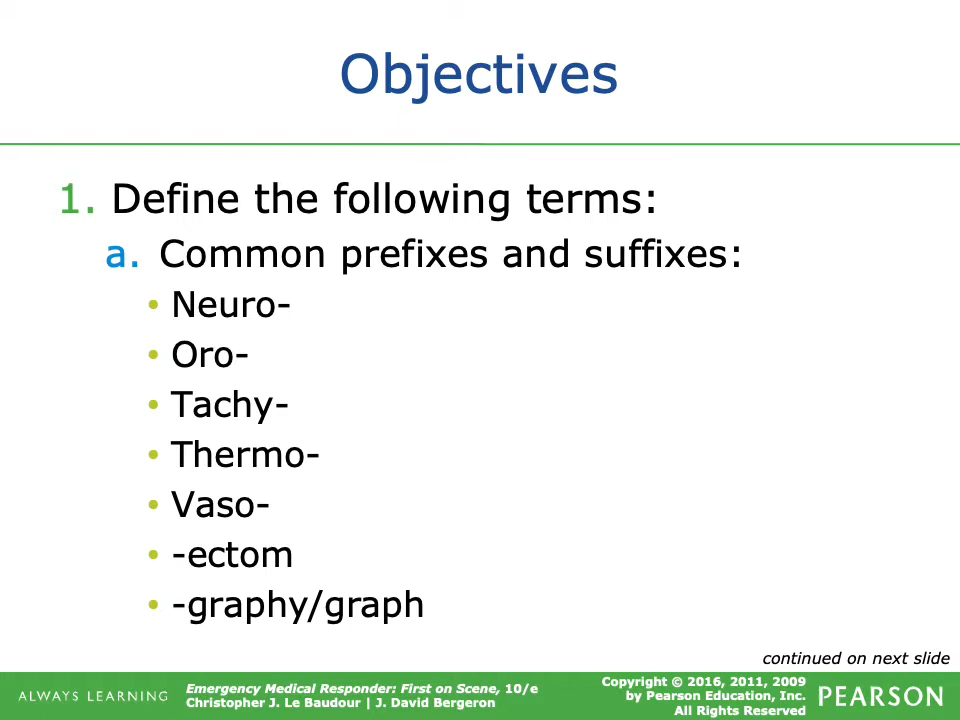 Objectives
1. Define the following terms:
a. Common prefixes and suffixes:
• Neuro-
• Oro-
• Tachy-
• Thermo-
• Vaso-
• -ectom
• -graphy/graph
continued on next slide
ALWAYS LEARNING
Emergency Medical Responder: First on Scene, 10/e
Christopher J. Le Baudour | J. David Bergeron
Copyright © 2016, 2011, 2009
by Pearson Education, Inc.
All Rights Reserved
PEARSON